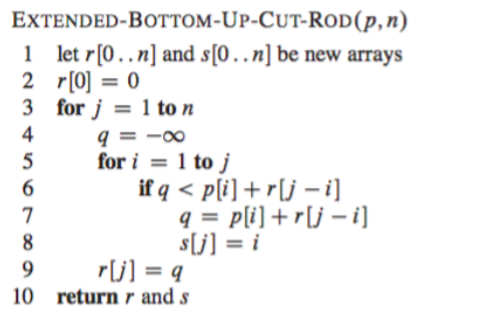 EXTENDED-BOTTOM-UP-CUT-ROD(p, n)
1 let r[0..n] and s[0..n] be new arrays
2 r[0] = 0
3 for j = 1 to n
4 q = −∞
5 for i = 1 to j
6 if q < p[i] + r[j − i]
7 q = p[i] + r[j − i]
8 s[j] = i
9 r[j] = q
10 return r and s